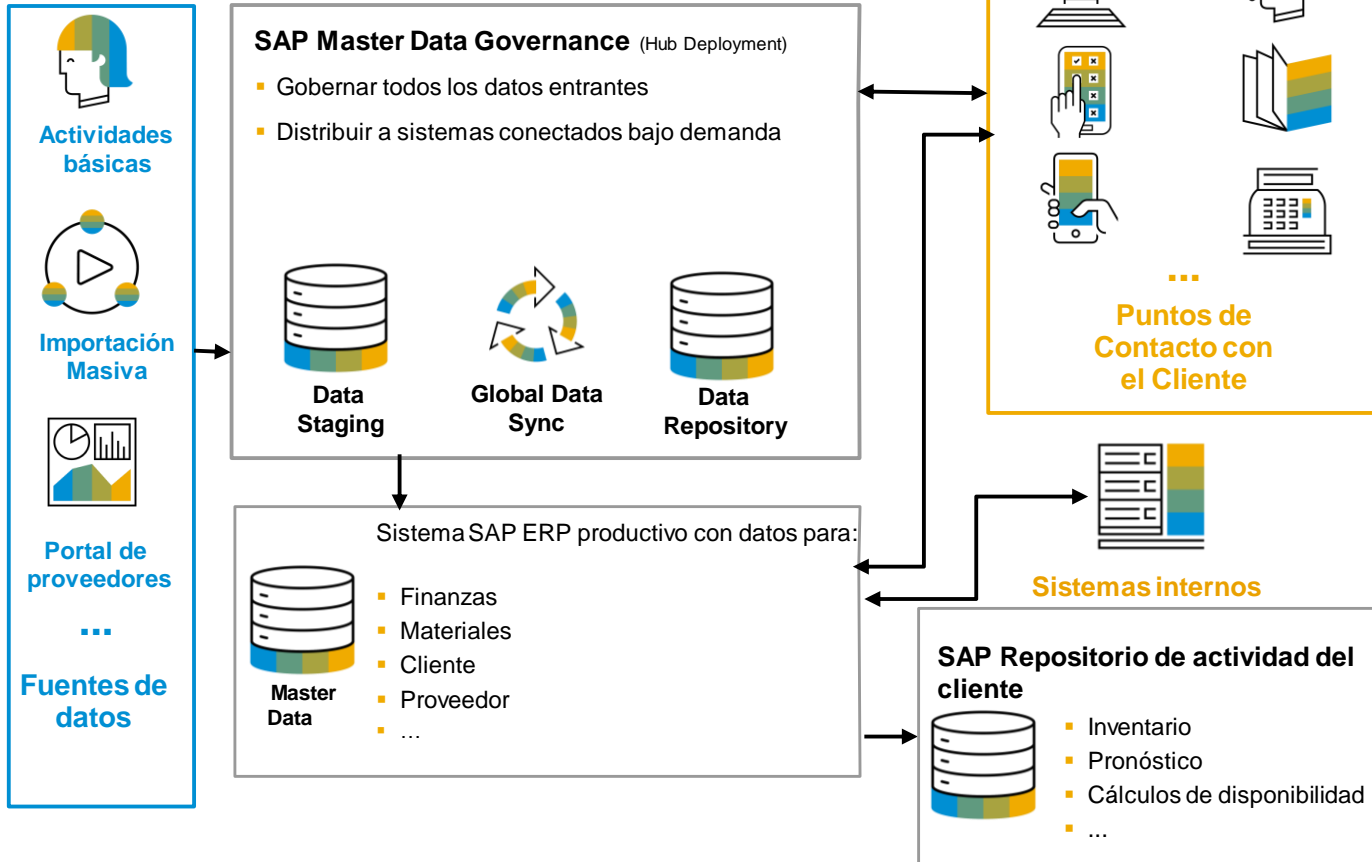 Actividades
básicas
Importación
Masiva
Portal de
proveedores
...
Fuentes de
datos
SAP Master Data Governance (Hub Deployment)
▪ Gobernar todos los datos entrantes
▪ Distribuir a sistemas conectados bajo demanda
Data
Staging
Global Data
Sync
Data
Repository
Sistema SAP ERP productivo con datos para:
Master
Data
▪ Finanzas
▪ Materiales
▪ Cliente
▪ Proveedor
▪ ...
...
Puntos de
Contacto con
el Cliente
Sistemas internos
SAP Repositorio de actividad del
cliente
▪ Inventario
▪ Pronóstico
▪ Cálculos de disponibilidad
▪ ...